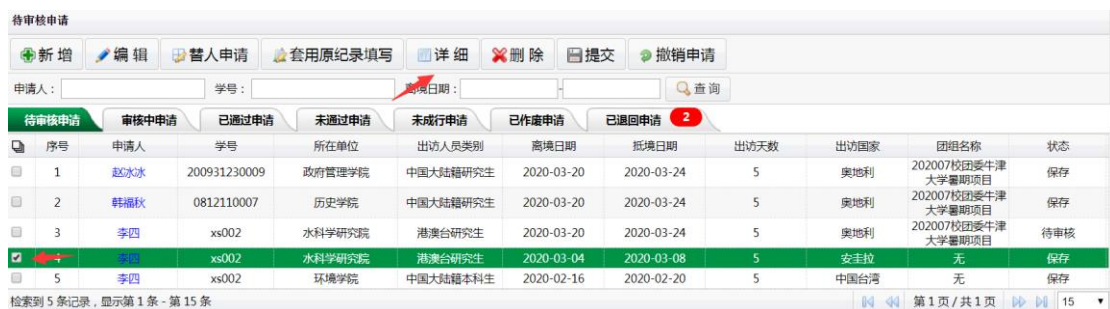 待审核申请
新 增 编 辑 替人申请 套用原纪录填写 详 细 删 除 提交 撤销申请
申请人： 学号： 离境日期： - 查 询
待审核申请 审核中申请 已通过申请 未通过申请 未成行申请 已作废申请 已退回申请 2
序号 申请人 学号 所在单位 出访人员类别 离境日期 抵境日期 出访天数 出访国家 团组名称 状态
1 赵冰冰 200931230009 政府管理学院 中国大陆籍研究生 2020-03-20 2020-03-24 5 奥地利 202007校团委牛津大学暑期项目 保存
2 韩福秋 0812110007 历史学院 中国大陆籍研究生 2020-03-20 2020-03-24 5 奥地利 202007校团委牛津大学暑期项目 保存
3 李四 xs002 水科学研究院 港澳台研究生 2020-03-20 2020-03-24 5 奥地利 202007校团委牛津大学暑期项目 待审核
4 李四 xs002 水科学研究院 港澳台研究生 2020-03-04 2020-03-08 5 安圭拉 无 保存
5 李四 xs002 环境学院 中国大陆籍本科生 2020-02-16 2020-02-20 5 中国台湾 无 保存
检索到 5 条记录，显示第 1 条 - 第 15 条 第 1 页 / 共 1 页 15